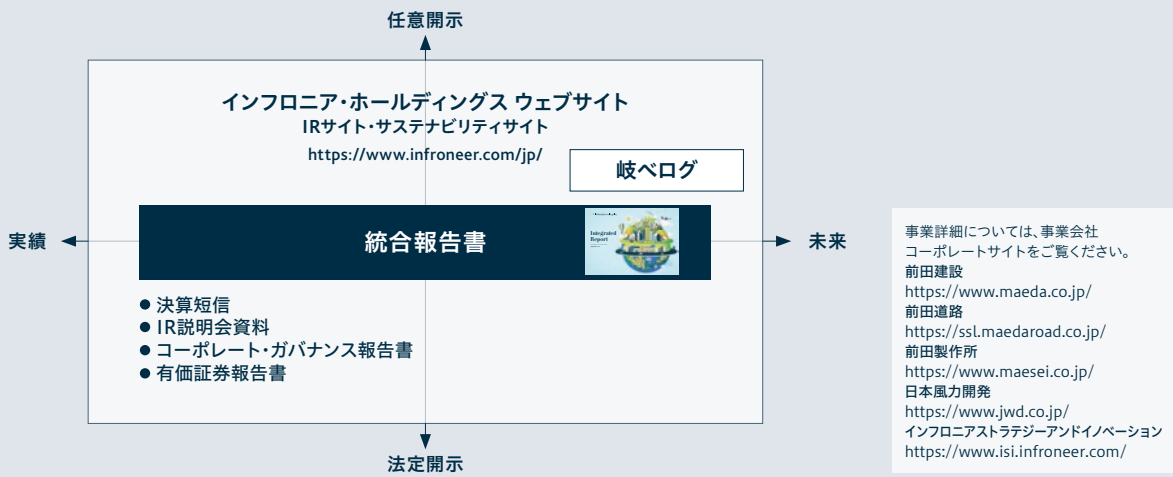 任意開示
インフロニア・ホールディングス ウェブサイト
IRサイト・サステナビリティサイト
https://www.infroneer.com/jp/
岐べログ
実績
統合報告書
Integrated
Report
未来
● 決算短信
● IR説明会資料
● コーポレート・ガバナンス報告書
● 有価証券報告書
法定開示
事業詳細については、事業会社
コーポレートサイトをご覧ください。
前田建設
https://www.maeda.co.jp/
前田道路
https://ssl.maedaroad.co.jp/
前田製作所
https://www.maesei.co.jp/
日本風力開発
https://www.jwd.co.jp/
インフロニアストラテジーアンドイノベーション
https://www.isi.infroneer.com/